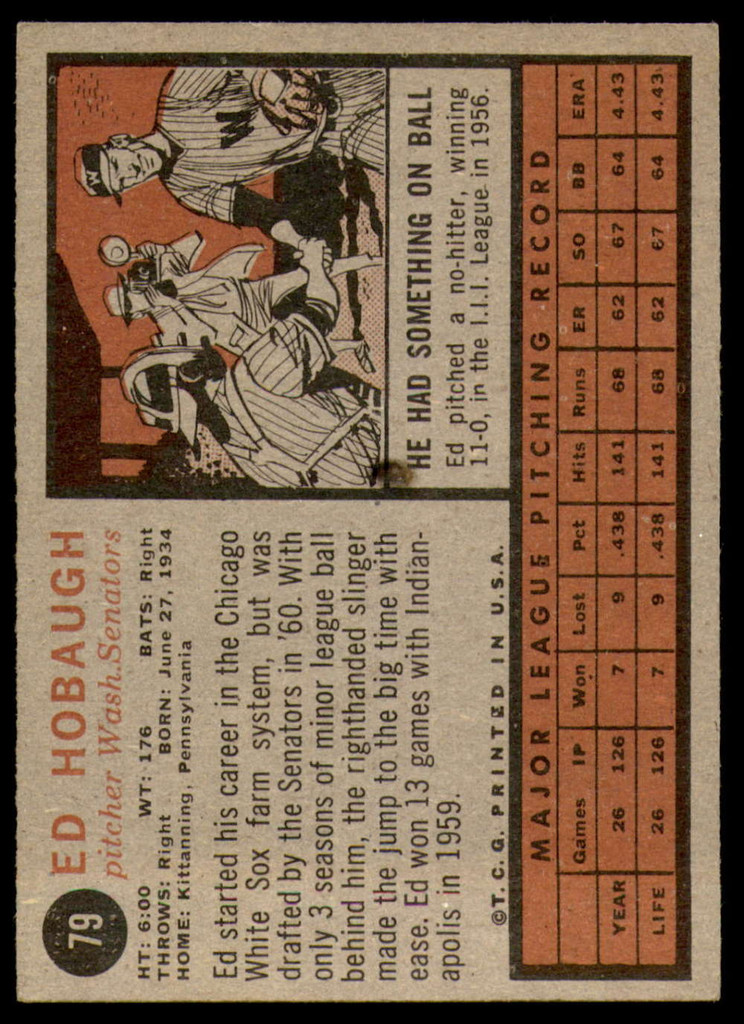 79
ED HOBAUGH
pitcher Wash. Senators
HT: 6:00 WT: 176 BATS: Right
THROWS: Right BORN: June 27, 1934
HOME: Kittanning, Pennsylvania
Ed started his career in the Chicago
White Sox farm system, but was
drafted by the Senators in '60. With
only 3 seasons of minor league ball
behind him, the righthanded slinger
made the jump to the big time with
ease. Ed won 13 games with Indian-
apolis in 1959.
©T.C.G. PRINTED IN U.S.A.
W
W
HE HAD SOMETHING ON BALL
Ed pitched a no-hitter, winning
11-0, in the I.I.I. League in 1956.
MAJOR LEAGUE PITCHING RECORD
Games IP Won Lost Pct Hits Runs ER SO BB ERA
YEAR 26 126 7 9 .438 141 68 62 67 64 4.43
LIFE 26 126 7 9 .438 141 68 62 67 64 4.43